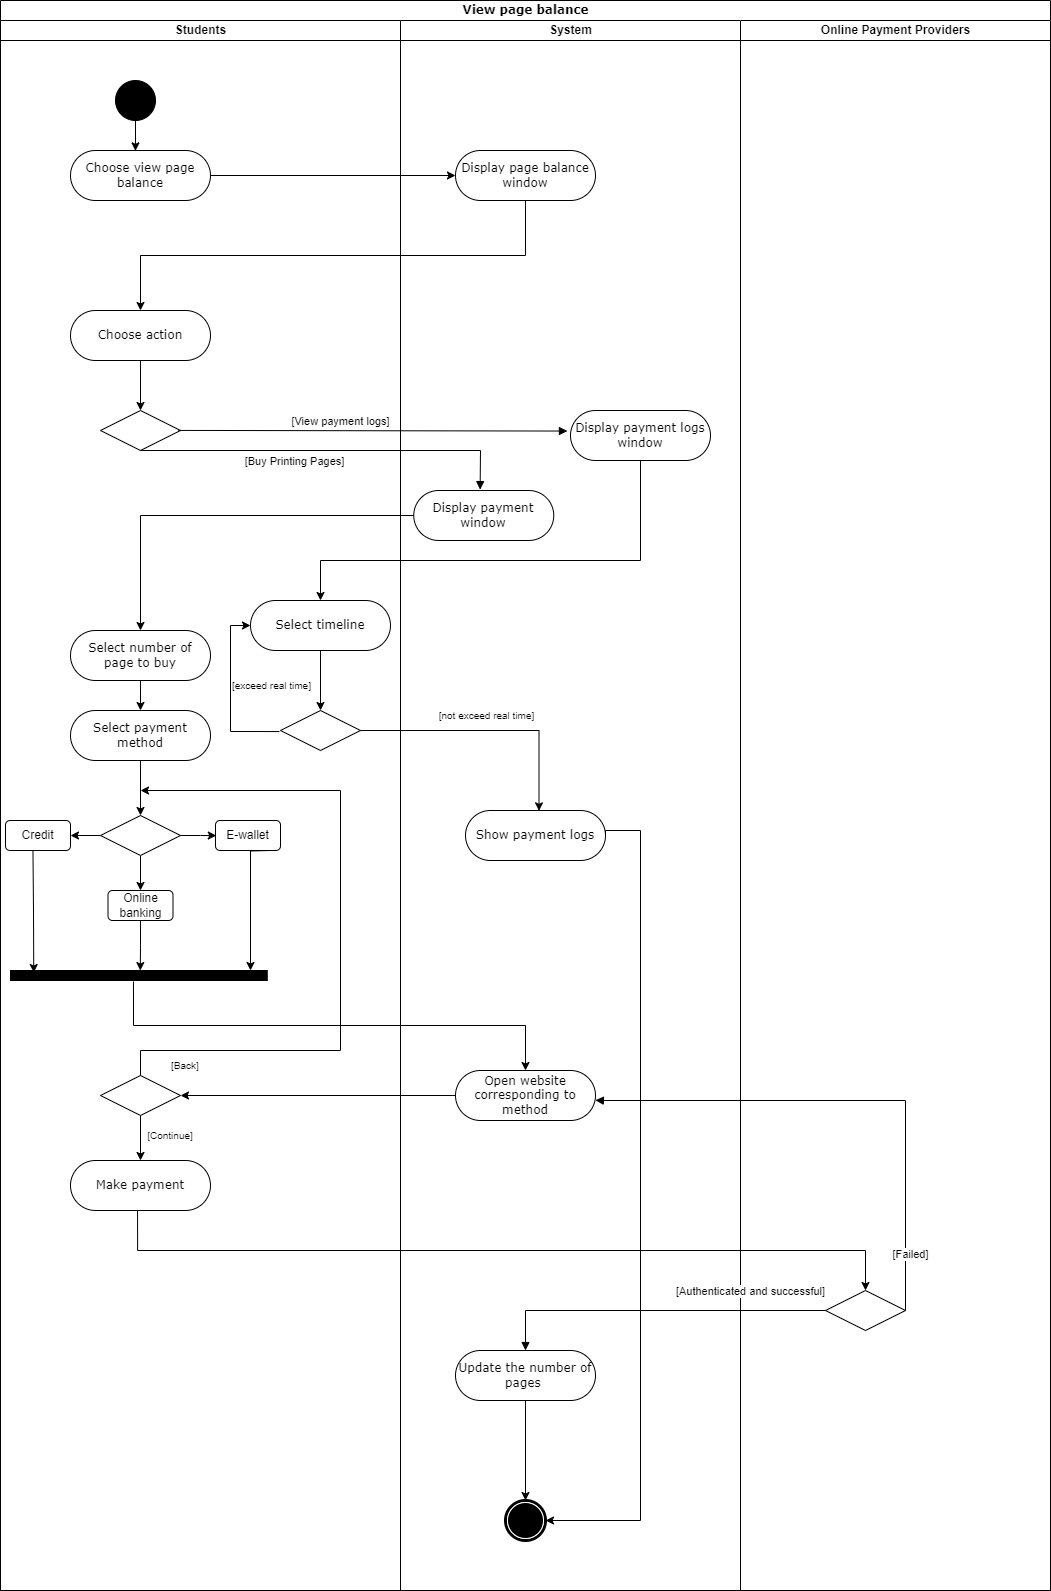 View page balance
Students
System
Online Payment Providers
Choose view page
balance
Display page balance
window
Choose action
[View payment logs]
Display payment logs
window
[Buy Printing Pages]
Display payment
window
Select timeline
Select number of
page to buy
[exceed real time]
[not exceed real time]
Select payment
method
Credit
E-wallet
Show payment logs
Online
banking
[Back]
Open website
corresponding to
method
[Continue]
Make payment
[Failed]
[Authenticated and successful]
Update the number of
pages